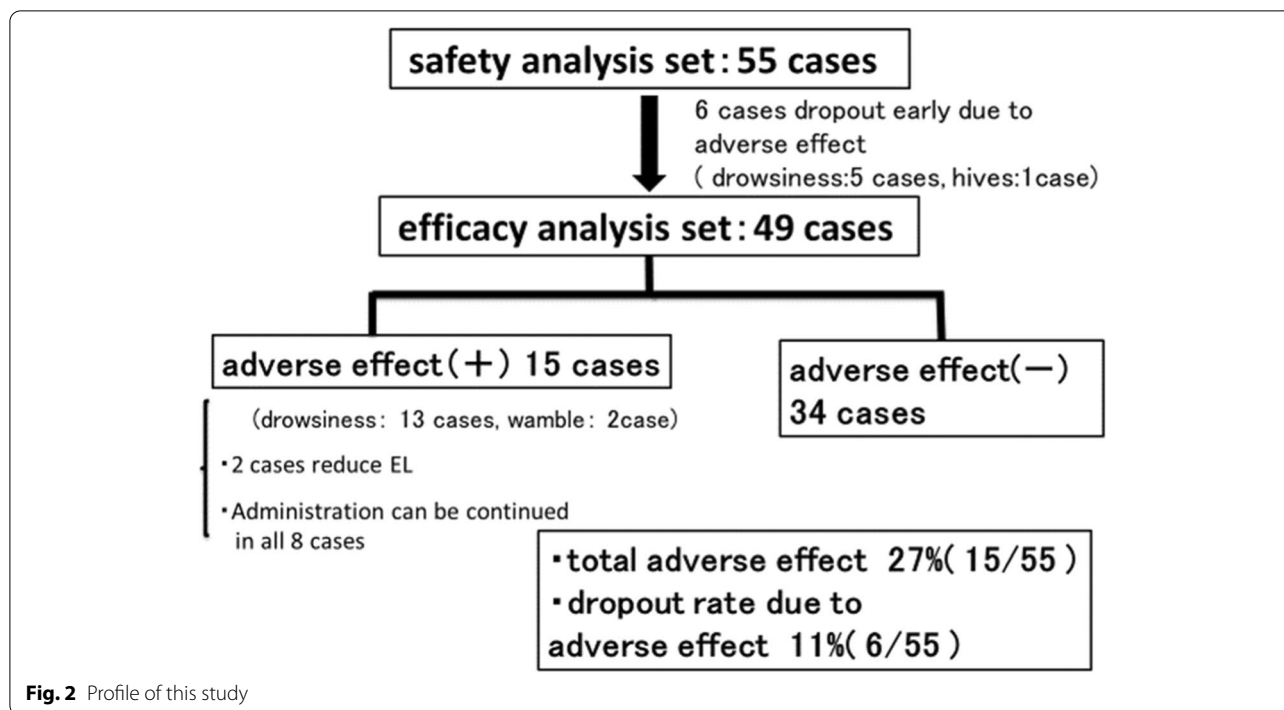 safety analysis set: 55 cases
6 cases dropout early due to
adverse effect
( drowsiness:5 cases, hives:1case)
efficacy analysis set: 49 cases
adverse effect(+) 15 cases
(drowsiness: 13 cases, wamble: 2case)
・2 cases reduce EL
・Administration can be continued
in all 8 cases
adverse effect(−)
34 cases
・total adverse effect 27%( 15/55 )
・dropout rate due to
adverse effect 11%( 6/55 )
Fig. 2 Profile of this study